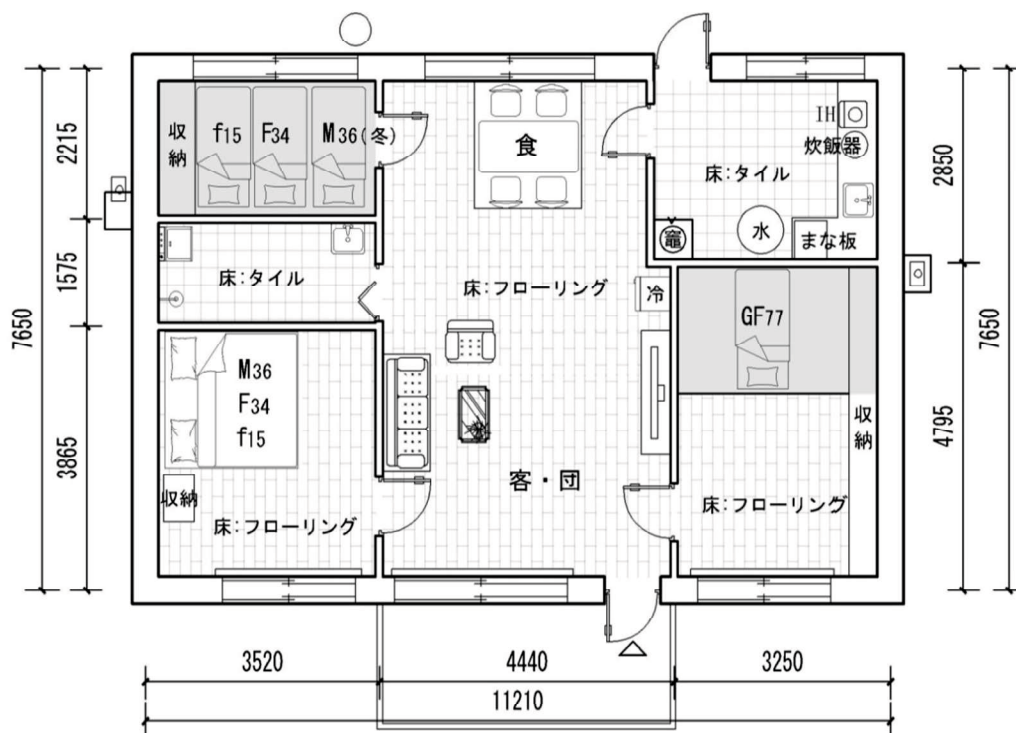 収納
f15
F34
M36(冬)
食
IH
炊飯器
床:タイル
竈
水
まな板
床:タイル
床:フローリング
冷
GF77
M36
F34
f15
収納
床:フローリング
客・団
収納
床:フローリング
2215
1575
3865
7650
2850
4795
7650
3520
4440
3250
11210